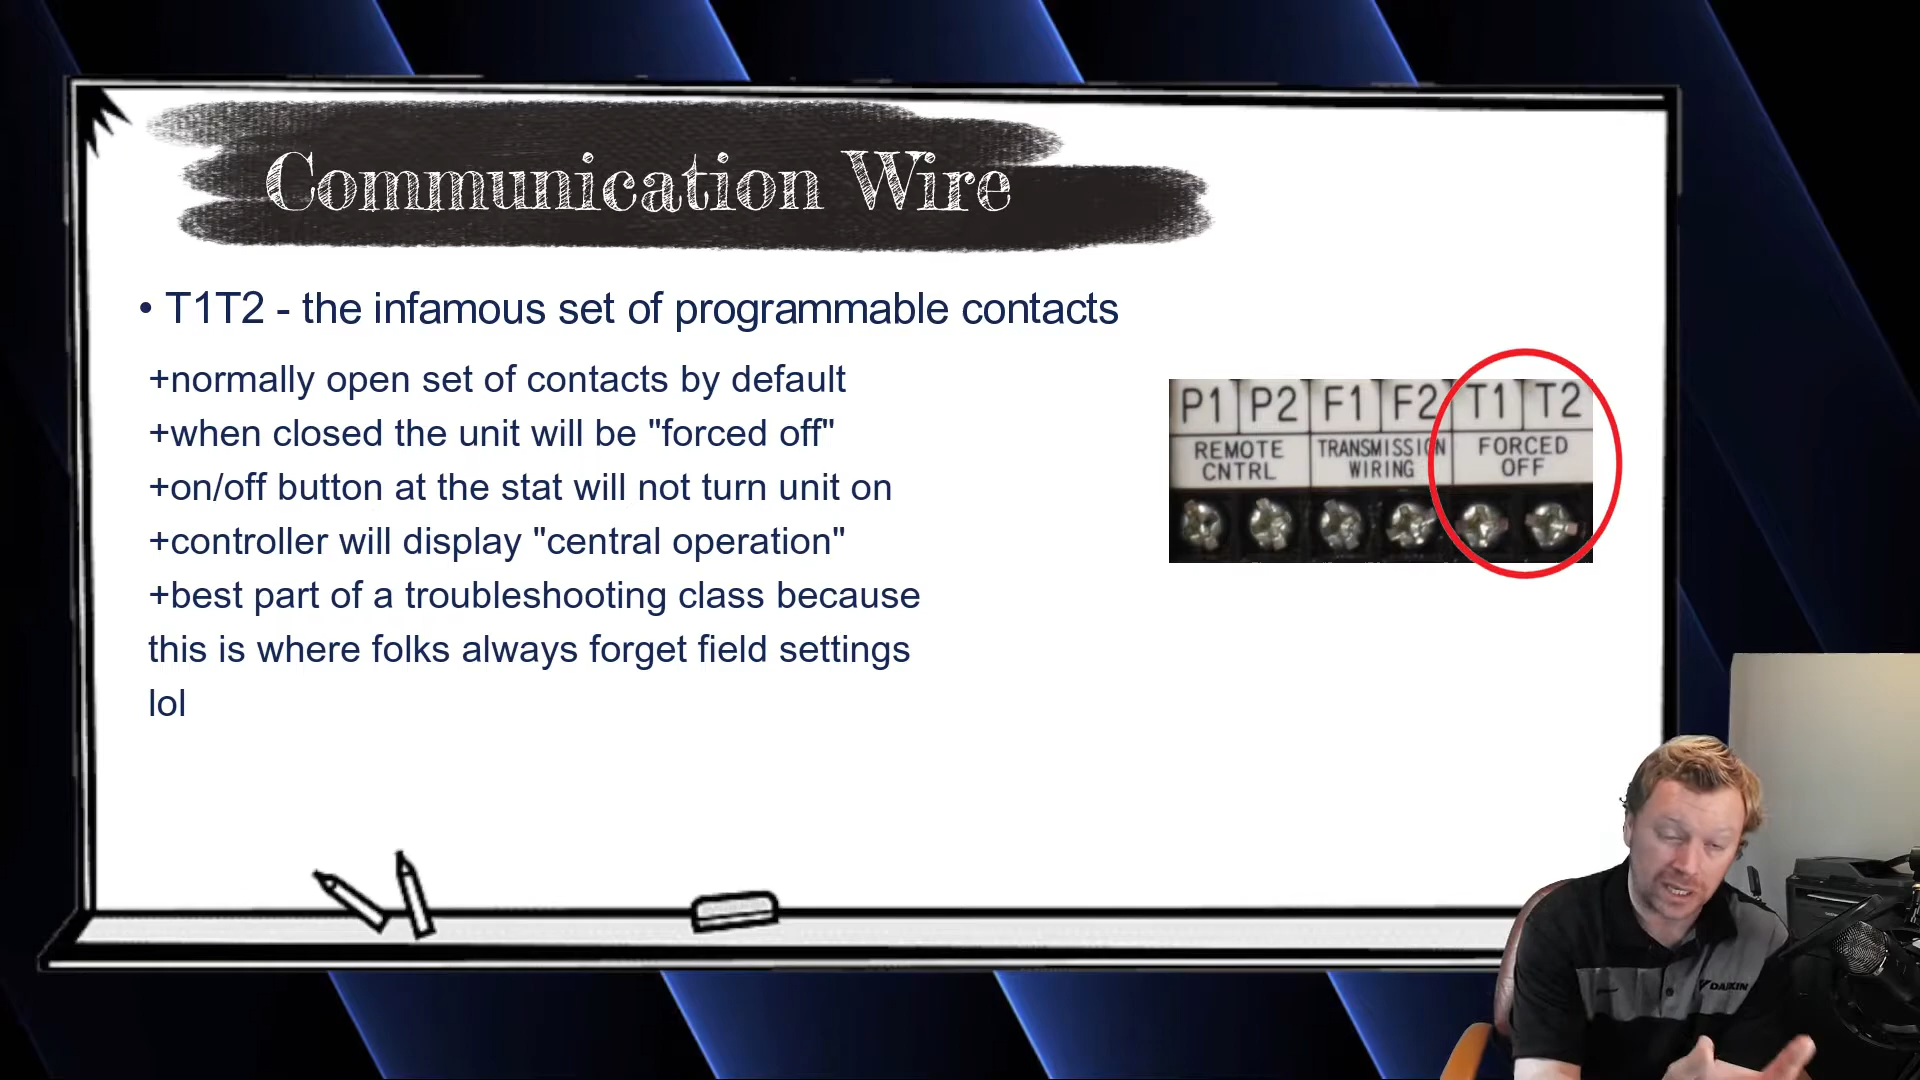 Communication Wire
• T1T2 - the infamous set of programmable contacts
+normally open set of contacts by default
+when closed the unit will be "forced off"
+on/off button at the stat will not turn unit on
+controller will display "central operation"
+best part of a troubleshooting class because
this is where folks always forget field settings
lol
P1 P2 F1 F2 T1 T2
REMOTE CNTRL TRANSMISSION WIRING FORCED OFF
DAIKIN